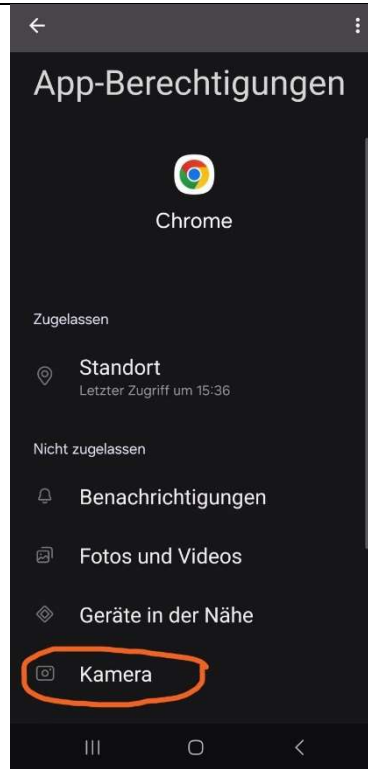 App-Berechtigungen
Chrome
Zugelassen
Standort
Letzter Zugriff um 15:36
Nicht zugelassen
Benachrichtigungen
Fotos und Videos
Geräte in der Nähe
Kamera